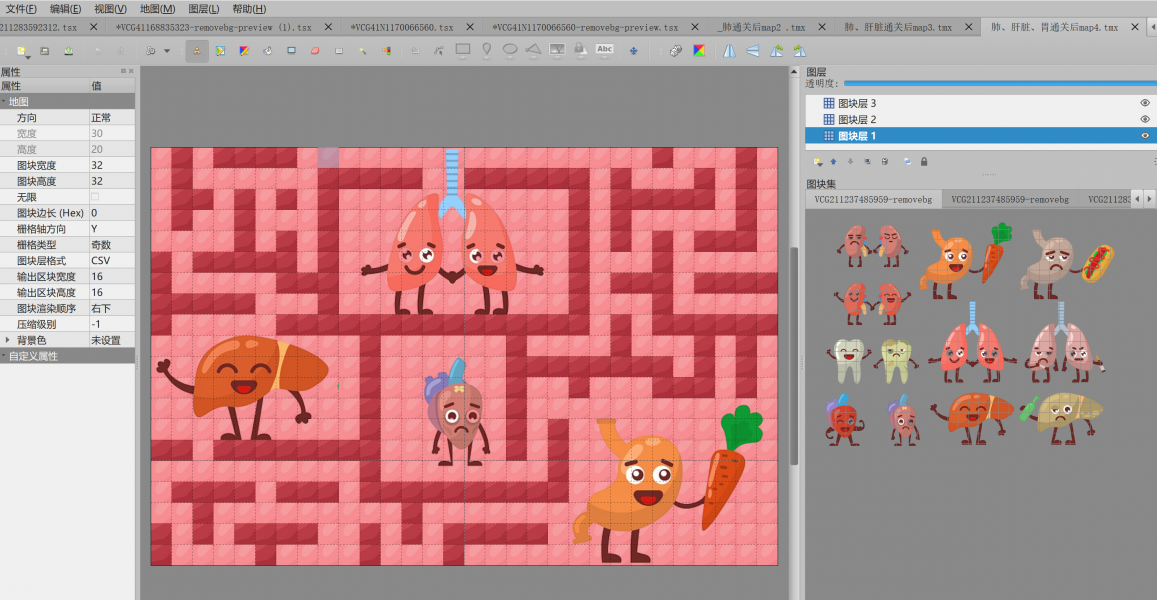 文件(F) 编辑(E) 视图(V) 地图(M) 图层(L) 帮助(H)
211283592312.tsx *VCG41168835323-removebg-preview (1).tsx *VCG41N1170066560.tsx *VCG41N1170066560-removebg-preview.tsx _肺通关后map2 .tmx 肺、肝脏通关后map3.tmx 肺、肝脏、胃通关后map4.tmx
Abc
属性
属性 值
地图
方向 正常
宽度 30
高度 20
图块宽度 32
图块高度 32
无限
图块边长 (Hex) 0
栅格轴方向 Y
栅格类型 奇数
图块层格式 CSV
输出区块宽度 16
输出区块高度 16
图块渲染顺序 右下
压缩级别 -1
背景色 未设置
自定义属性
图层
透明度:
图块层 3
图块层 2
图块层 1
图块集
VCG211237485959-removebg VCG211237485959-removebg VCG211283